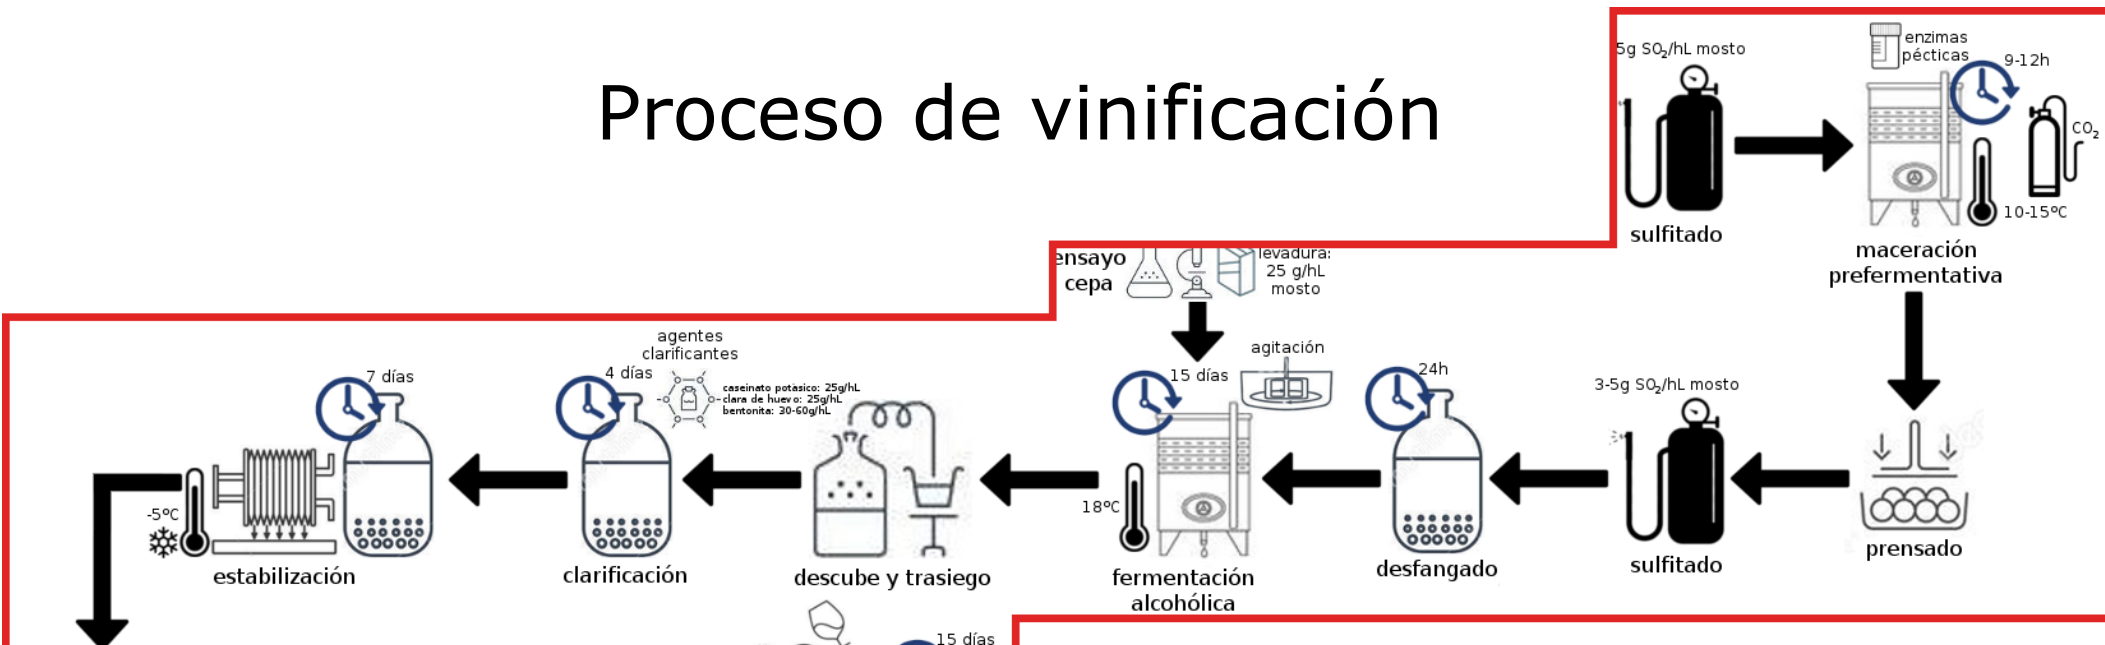 Proceso de vinificación
5g SO₂/hL mosto
sulfitado
enzimas
pécticas
9-12h
CO₂
10-15ºC
maceración
prefermentativa
prensado
3-5g SO₂/hL mosto
sulfitado
24h
desfangado
ensayo
cepa
levadura:
25 g/hL
mosto
agitación
15 días
18ºC
fermentación
alcohólica
descube y trasiego
agentes
clarificantes
4 días
caseinato potásico: 25g/hL
clara de huevo: 25g/hL
bentonita: 30-60g/hL
clarificación
7 días
-5ºC
estabilización
15 días